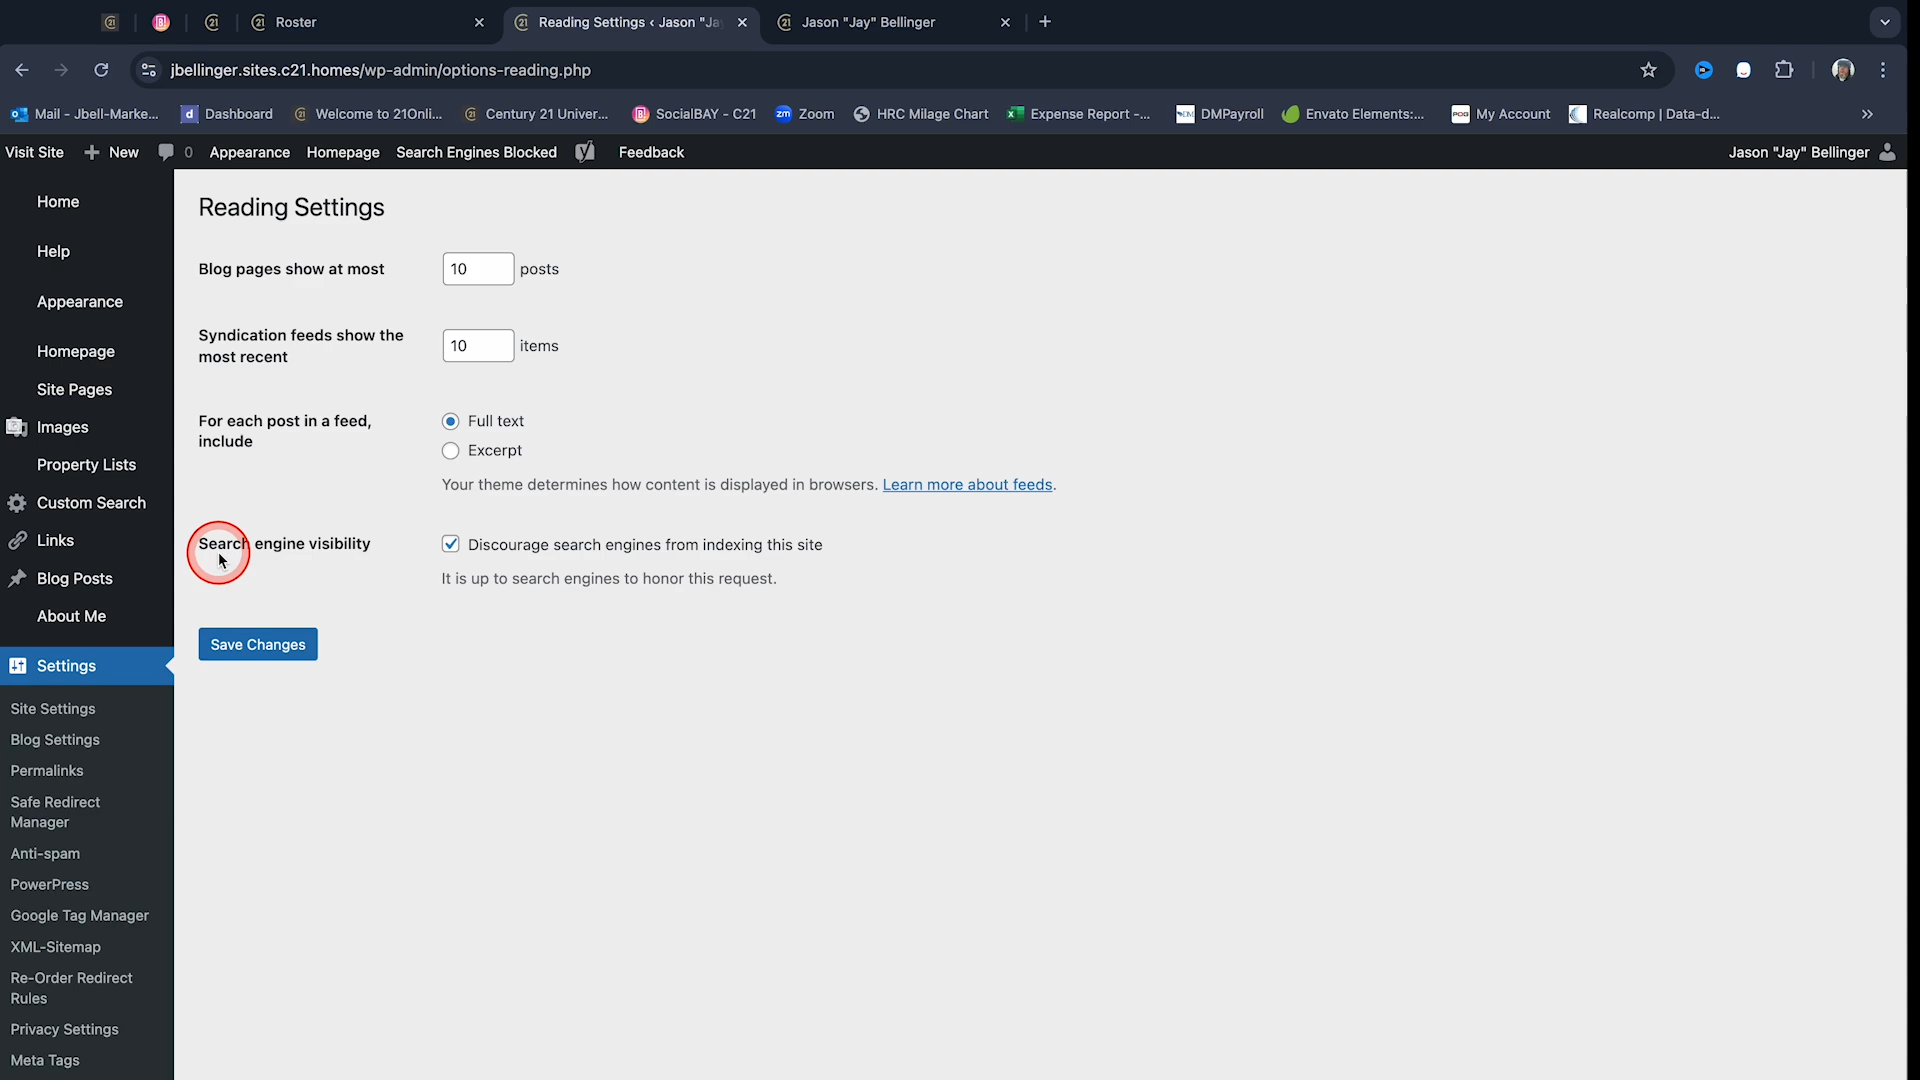 Roster
Reading Settings ‹ Jason "Ja
Jason "Jay" Bellinger
jbellinger.sites.c21.homes/wp-admin/options-reading.php
Mail - Jbell-Marke...
Dashboard
Welcome to 21Onli...
Century 21 Univer...
SocialBAY - C21
Zoom
HRC Milage Chart
Expense Report -...
DMPayroll
Envato Elements:...
My Account
Realcomp | Data-d...
Visit Site
New
0
Appearance
Homepage
Search Engines Blocked
Feedback
Jason "Jay" Bellinger
Home
Help
Appearance
Homepage
Site Pages
Images
Property Lists
Custom Search
Links
Blog Posts
About Me
Settings
Site Settings
Blog Settings
Permalinks
Safe Redirect
Manager
Anti-spam
PowerPress
Google Tag Manager
XML-Sitemap
Re-Order Redirect
Rules
Privacy Settings
Meta Tags
Reading Settings
Blog pages show at most
10 posts
Syndication feeds show the
most recent
10 items
For each post in a feed,
include
Full text
Excerpt
Your theme determines how content is displayed in browsers. Learn more about feeds.
Search engine visibility
Discourage search engines from indexing this site
It is up to search engines to honor this request.
Save Changes